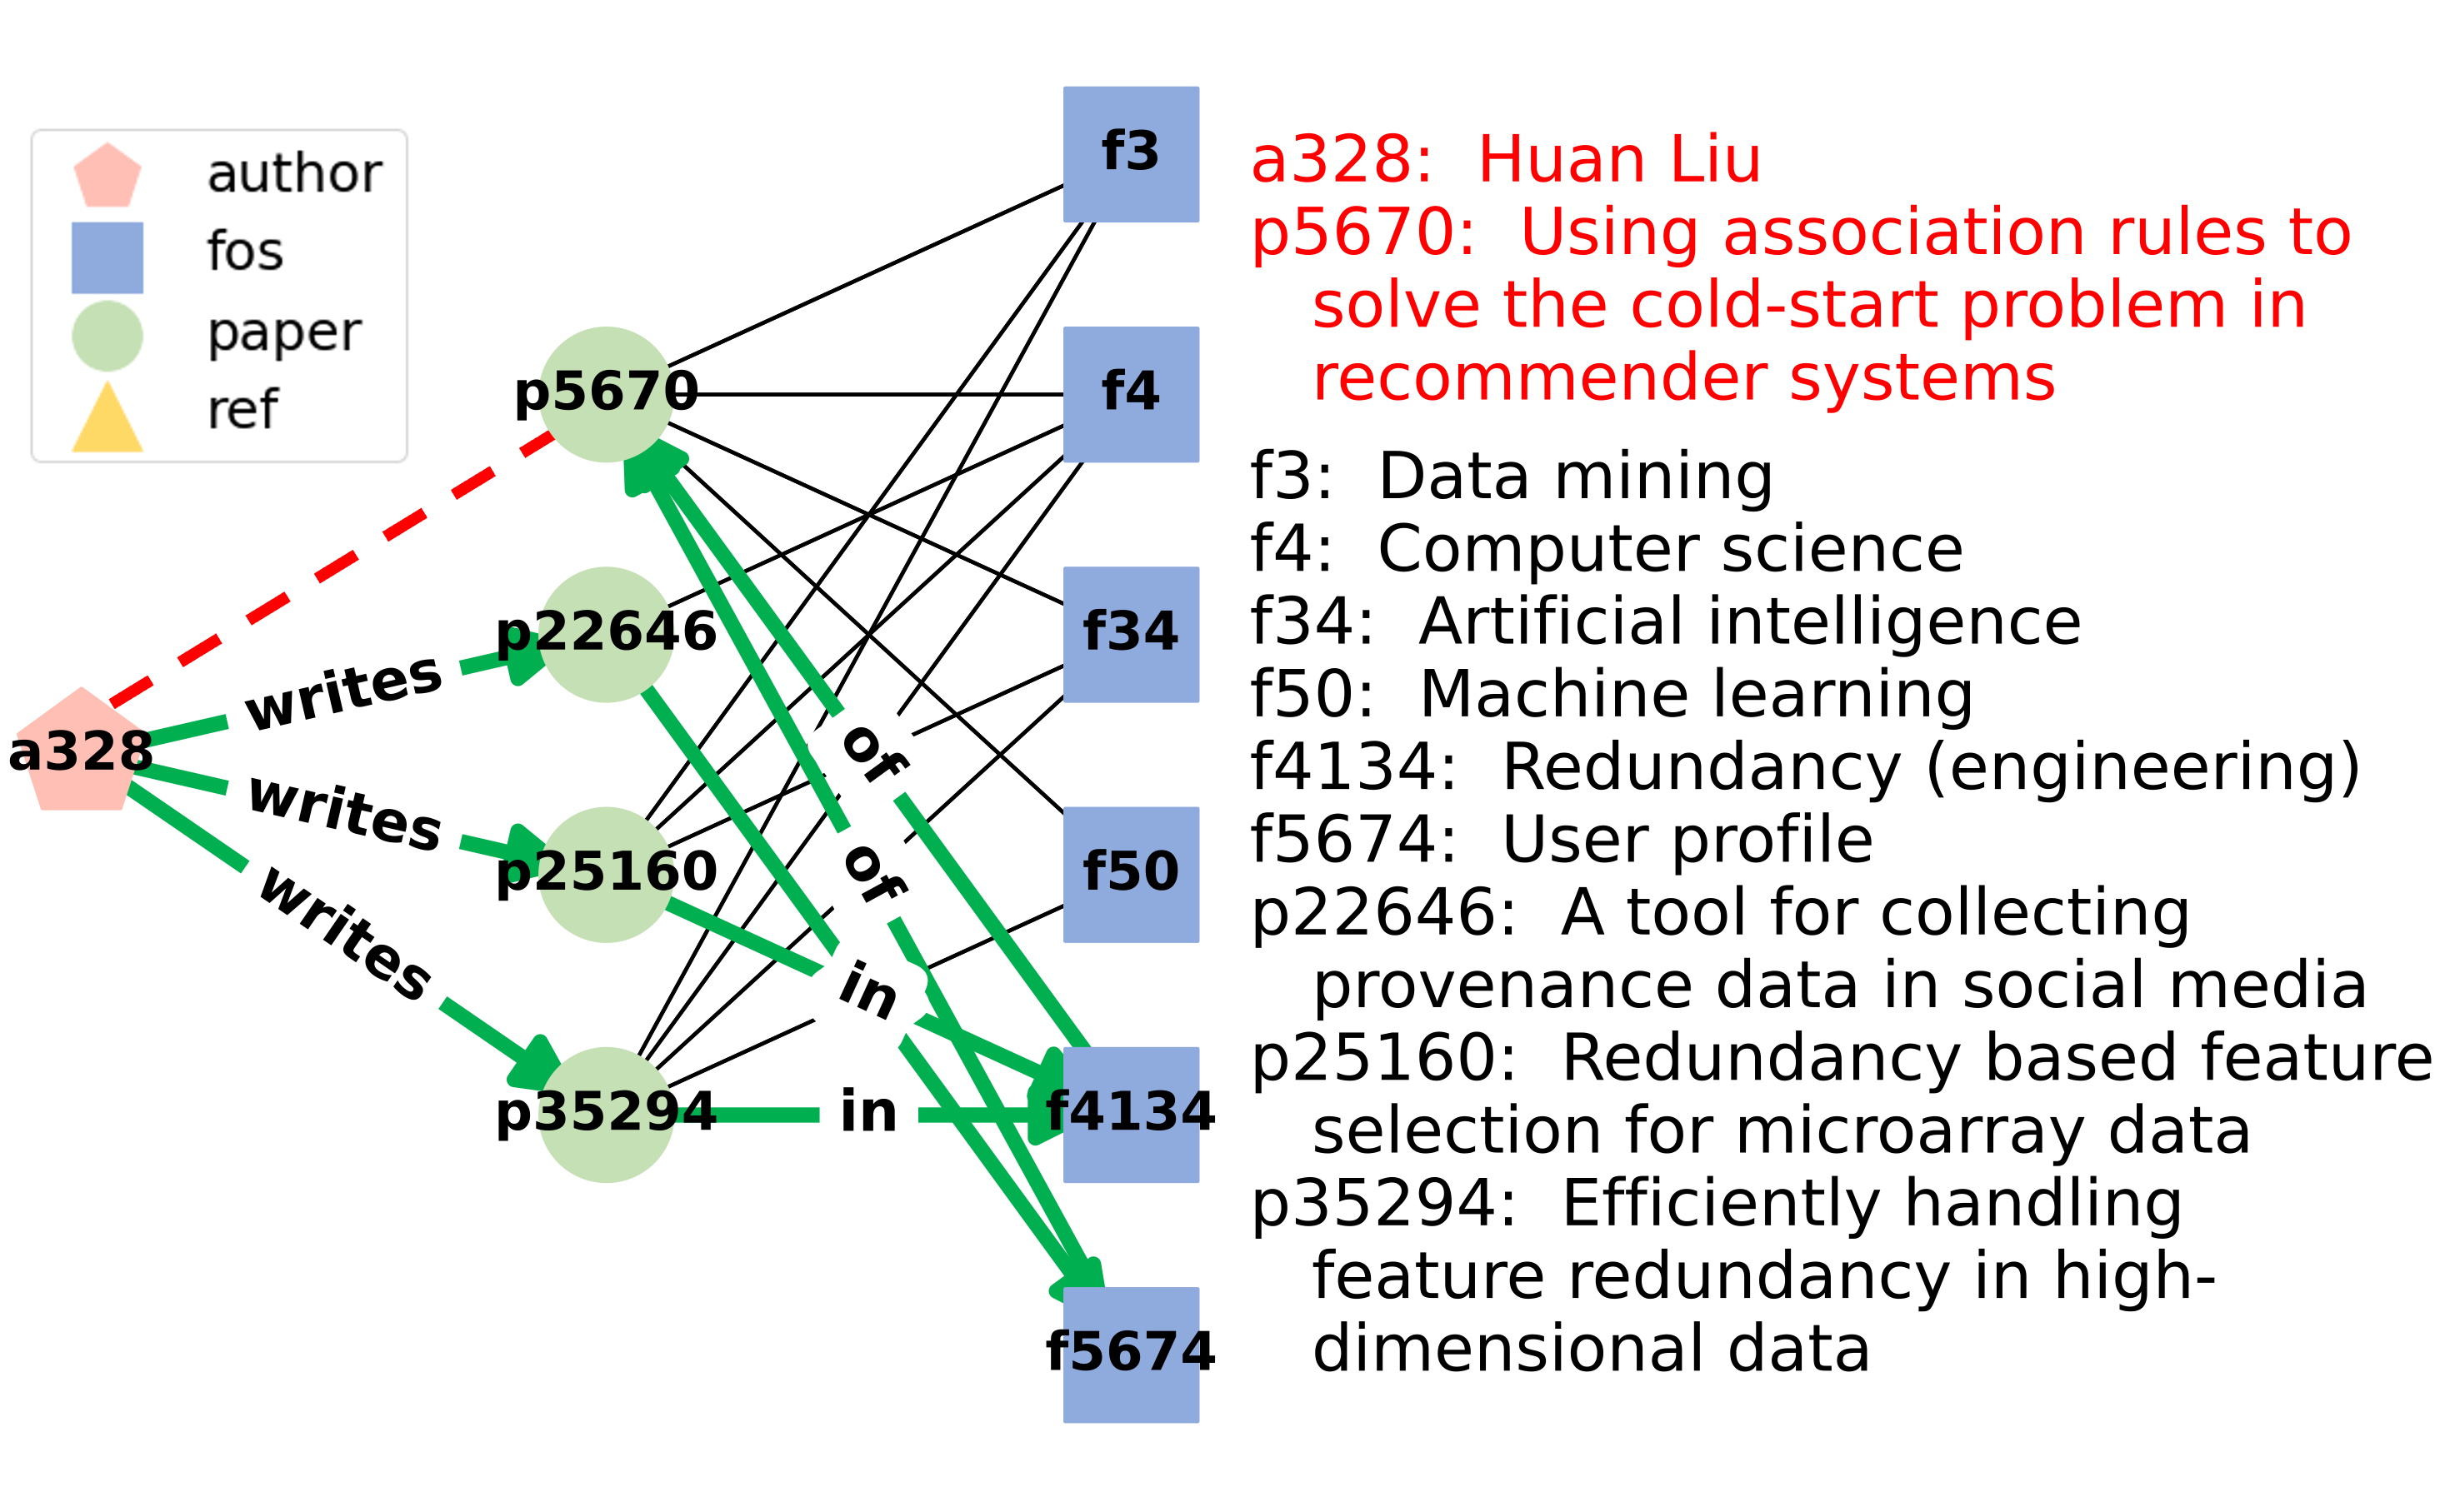 author
fos
paper
ref
a328
p5670
p22646
p25160
p35294
writes
writes
writes
of
of
in
in
f3
f4
f34
f50
f4134
f5674
a328: Huan Liu
p5670: Using association rules to
solve the cold-start problem in
recommender systems
f3: Data mining
f4: Computer science
f34: Artificial intelligence
f50: Machine learning
f4134: Redundancy (engineering)
f5674: User profile
p22646: A tool for collecting
provenance data in social media
p25160: Redundancy based feature
selection for microarray data
p35294: Efficiently handling
feature redundancy in high-
dimensional data